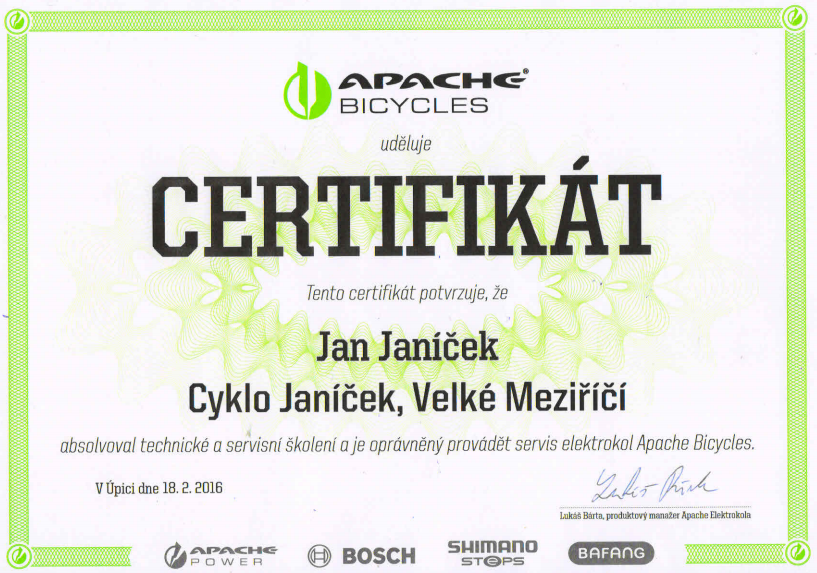 APACHE®
BICYCLES
uděluje
CERTIFIKÁT
Tento certifikát potvrzuje, že
Jan Janíček
Cyklo Janíček, Velké Meziříčí
absolvoval technické a servisní školení a je oprávněný provádět servis elektrokol Apache Bicycles.
V Úpici dne 18. 2. 2016
Lukáš Bárta, produktový manažer Apache Elektrokola
APACHE
POWER
BOSCH
SHIMANO
STEPS
BAFANG